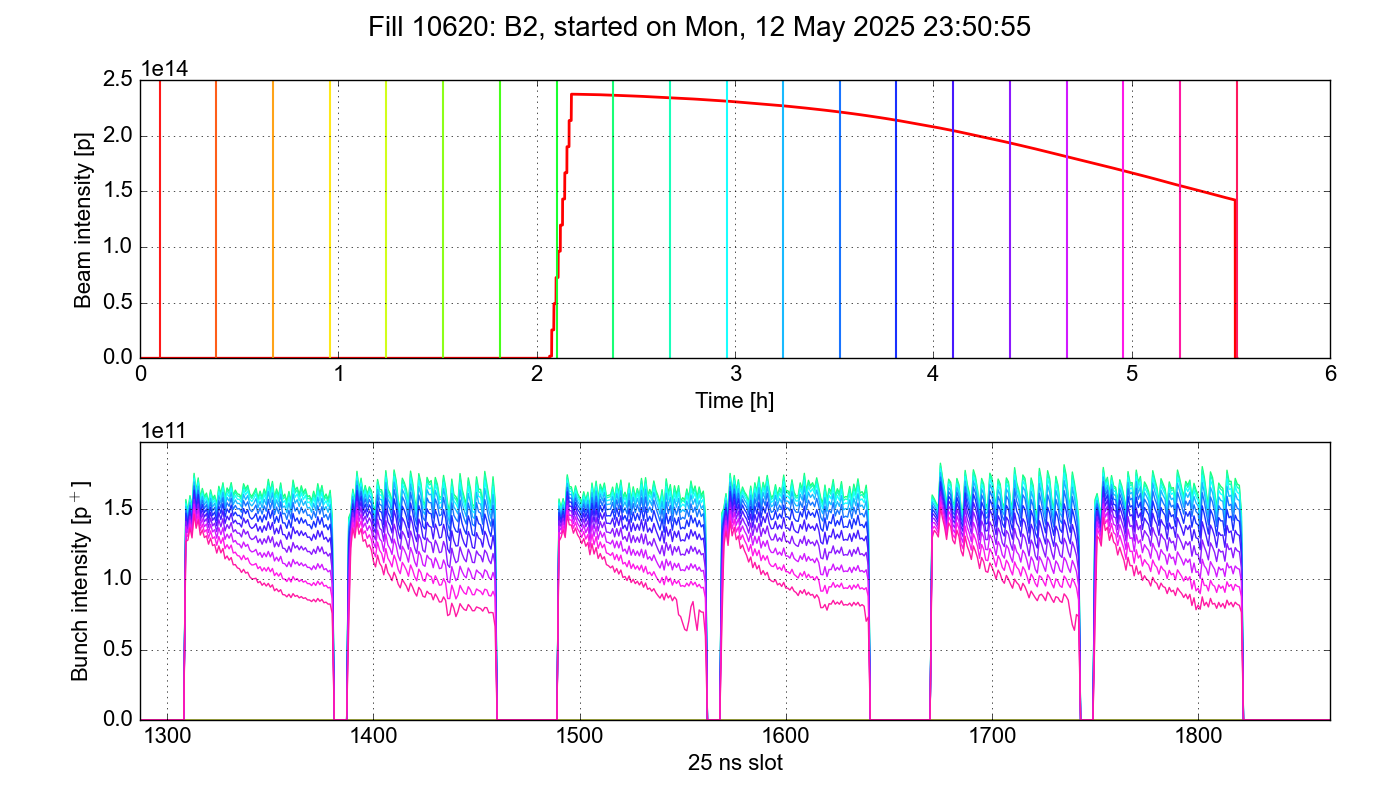 Fill 10620: B2, started on Mon, 12 May 2025 23:50:55
1e14
2.5
2.0
1.5
1.0
0.5
0.0
Beam intensity [p]
0 1 2 3 4 5 6
Time [h]
1e11
1.5
1.0
0.5
0.0
Bunch intensity [p⁺]
1300 1400 1500 1600 1700 1800
25 ns slot